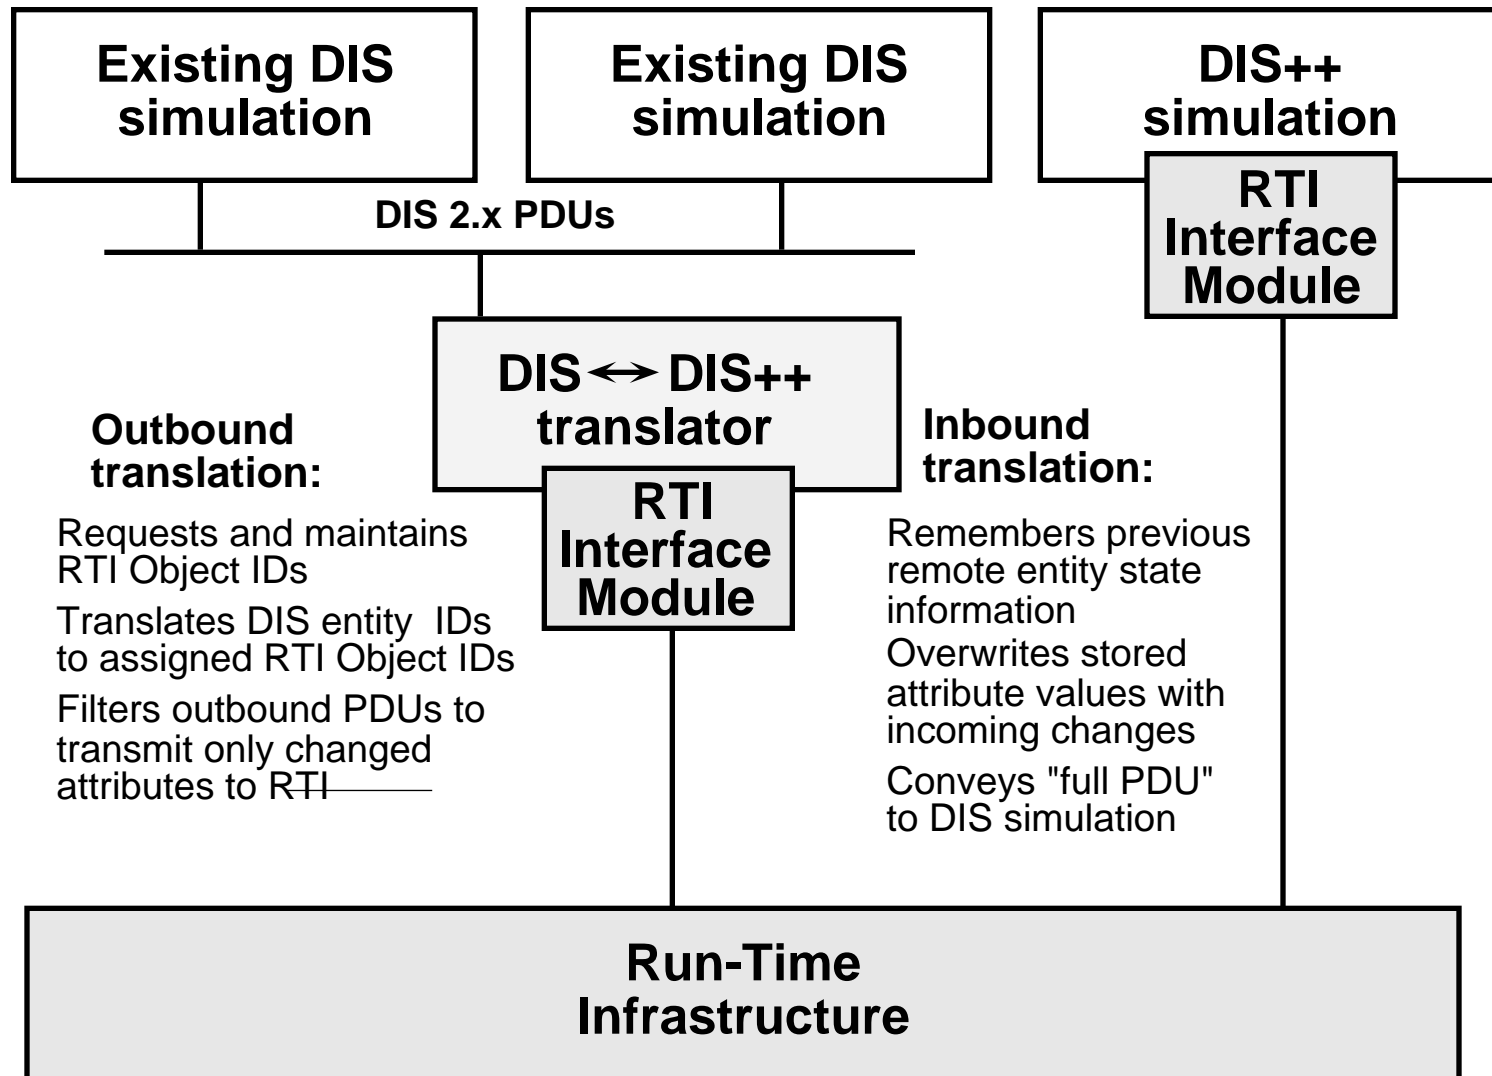 Existing DIS
simulation
Existing DIS
simulation
DIS++
simulation
RTI
Interface
Module
DIS 2.x PDUs
DIS ↔ DIS++
translator
RTI
Interface
Module
Outbound
translation:
Requests and maintains
RTI Object IDs
Translates DIS entity IDs
to assigned RTI Object IDs
Filters outbound PDUs to
transmit only changed
attributes to RTI
Inbound
translation:
Remembers previous
remote entity state
information
Overwrites stored
attribute values with
incoming changes
Conveys "full PDU"
to DIS simulation
Run-Time
Infrastructure